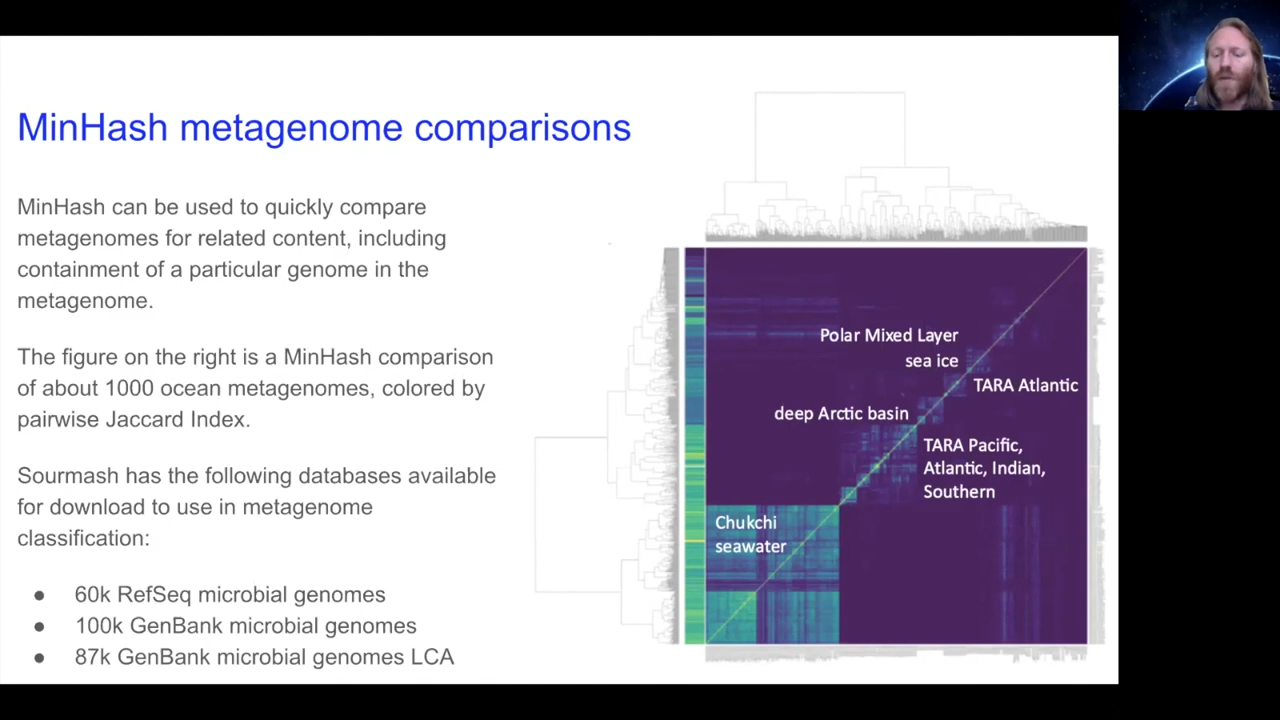 MinHash metagenome comparisons
MinHash can be used to quickly compare
metagenomes for related content, including
containment of a particular genome in the
metagenome.
The figure on the right is a MinHash comparison
of about 1000 ocean metagenomes, colored by
pairwise Jaccard Index.
Sourmash has the following databases available
for download to use in metagenome
classification:
● 60k RefSeq microbial genomes
● 100k GenBank microbial genomes
● 87k GenBank microbial genomes LCA
Polar Mixed Layer
sea ice
TARA Atlantic
deep Arctic basin
TARA Pacific,
Atlantic, Indian,
Southern
Chukchi
seawater